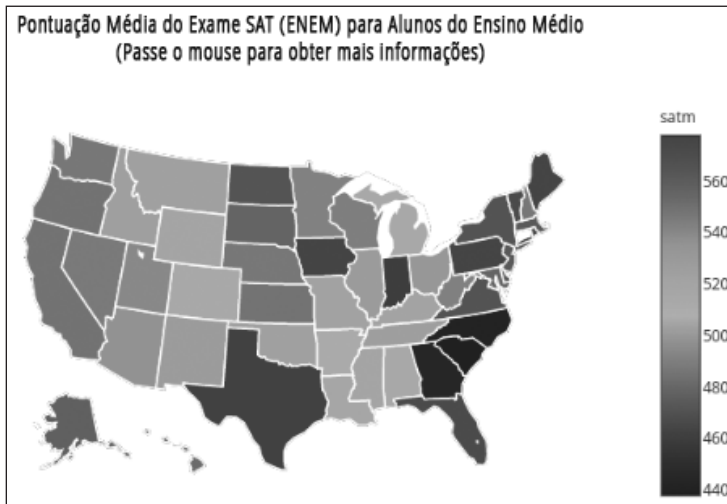 Pontuação Média do Exame SAT (ENEM) para Alunos do Ensino Médio
(Passe o mouse para obter mais informações)
satm
560
540
520
500
480
460
440